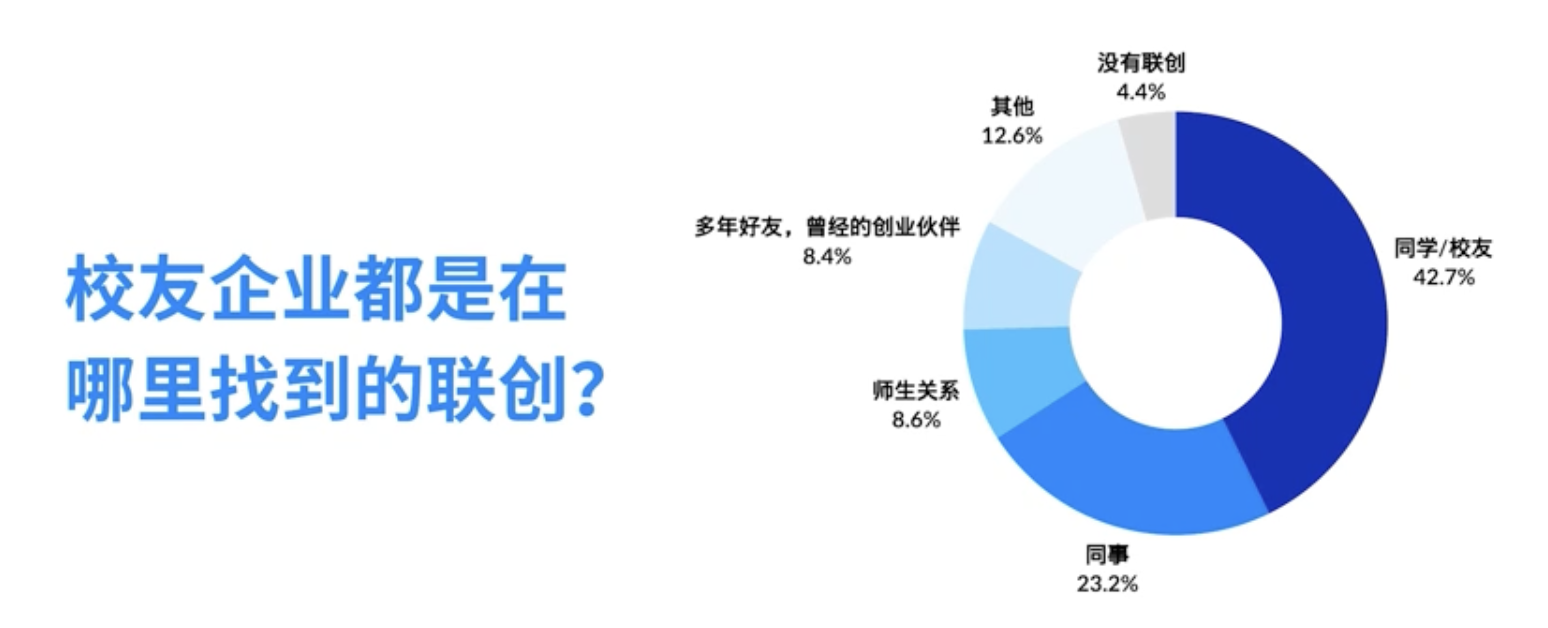 校友企业都是在
哪里找到的联创？
没有联创
4.4%
其他
12.6%
多年好友，曾经的创业伙伴
8.4%
同学/校友
42.7%
师生关系
8.6%
同事
23.2%